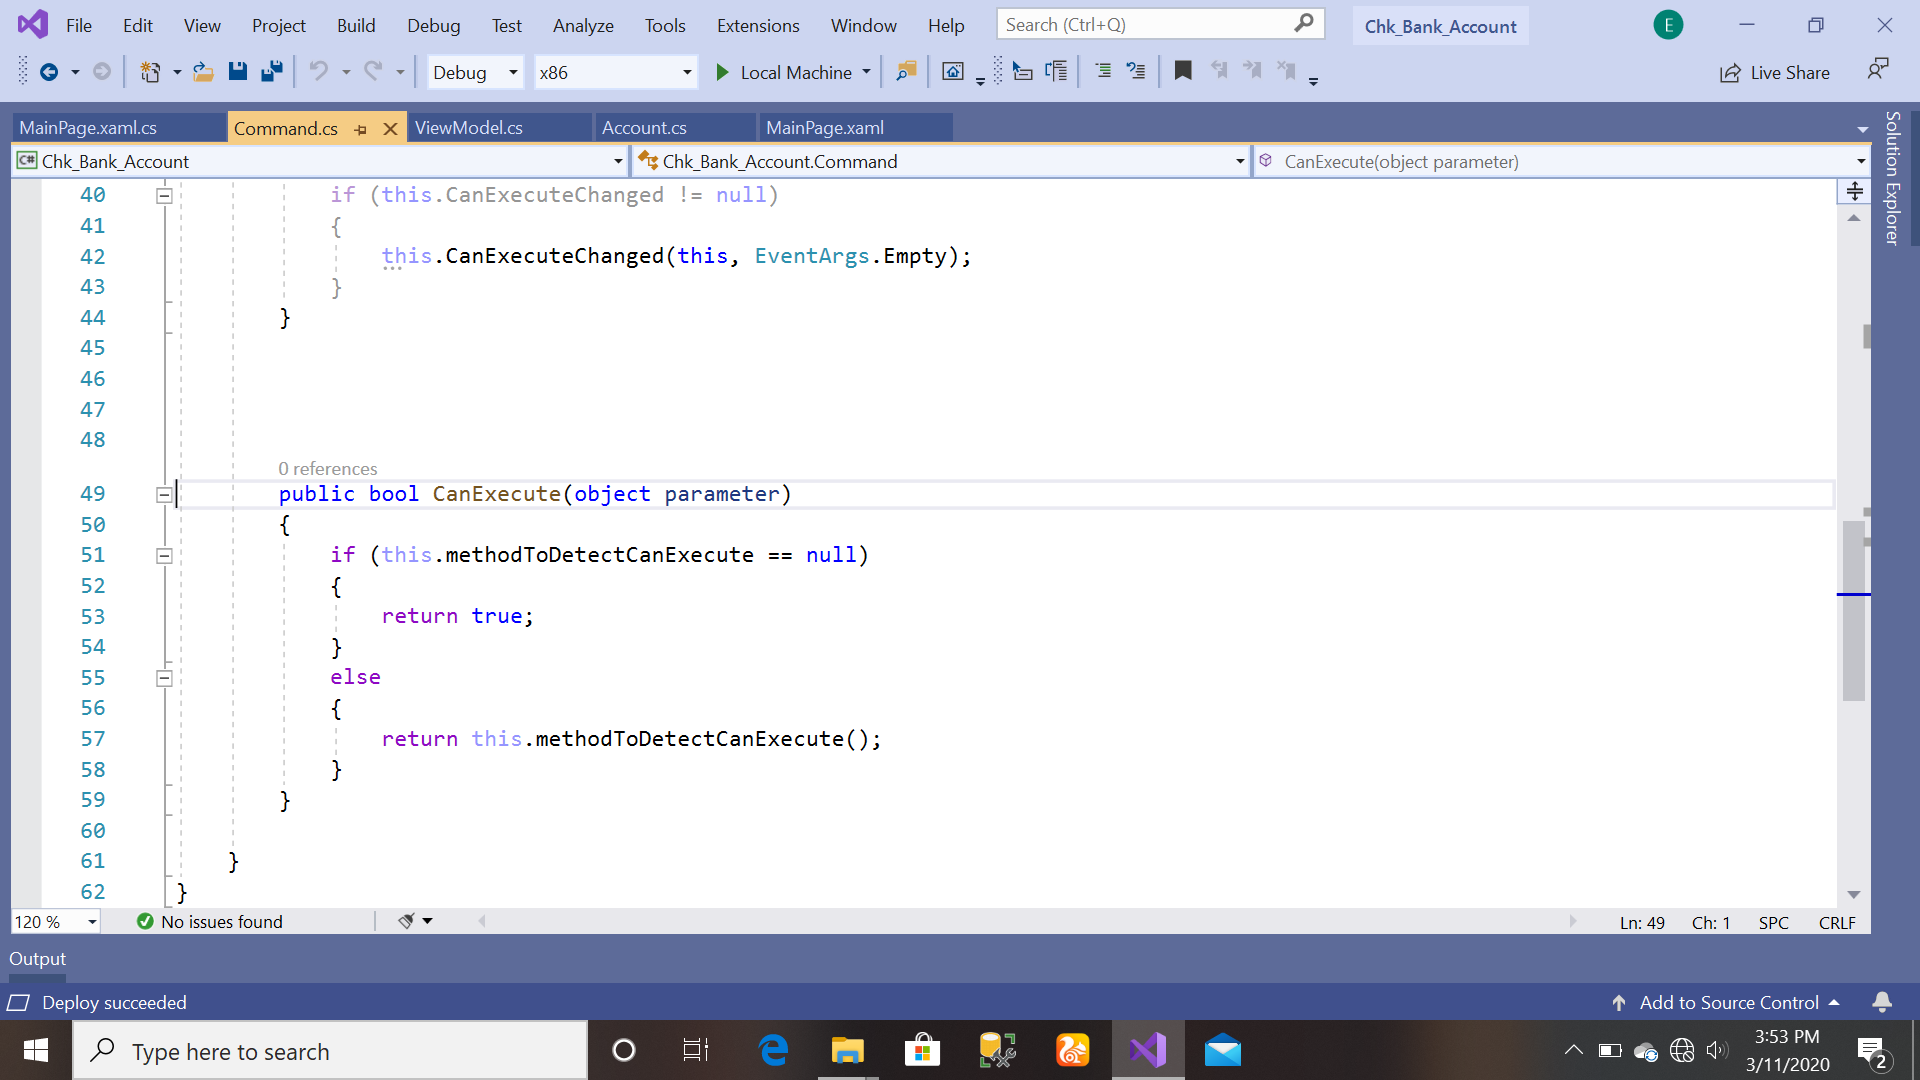 File Edit View Project Build Debug Test Analyze Tools Extensions Window Help Search (Ctrl+Q) Chk_Bank_Account E
Debug x86 Local Machine Live Share
MainPage.xaml.cs Command.cs ViewModel.cs Account.cs MainPage.xaml
C# Chk_Bank_Account Chk_Bank_Account.Command CanExecute(object parameter)
Solution Explorer
40 if (this.CanExecuteChanged != null)
41 {
42 this.CanExecuteChanged(this, EventArgs.Empty);
43 }
44 }
45
46
47
48
0 references
49 public bool CanExecute(object parameter)
50 {
51 if (this.methodToDetectCanExecute == null)
52 {
53 return true;
54 }
55 else
56 {
57 return this.methodToDetectCanExecute();
58 }
59 }
60
61 }
62 }
120 % No issues found Ln: 49 Ch: 1 SPC CRLF
Output
Deploy succeeded Add to Source Control
Type here to search
3:53 PM
3/11/2020
2